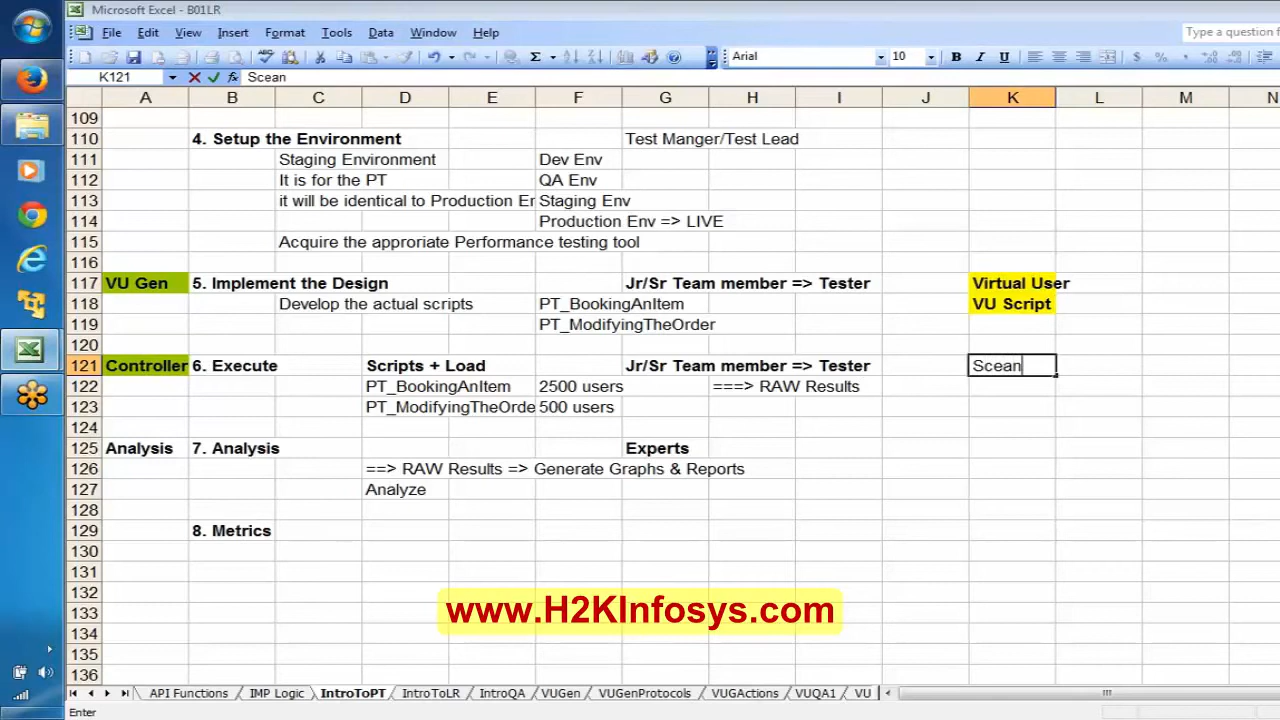 Microsoft Excel - B01LR
File Edit View Insert Format Tools Data Window Help Type a question f
Arial 10 B I U $ %
K121 fx Scean
A B C D E F G H I J K L M N
109
110 4. Setup the Environment Test Manger/Test Lead
111 Staging Environment Dev Env
112 It is for the PT QA Env
113 it will be identical to Production Er Staging Env
114 Production Env => LIVE
115 Acquire the approriate Performance testing tool
116
117 VU Gen 5. Implement the Design Jr/Sr Team member => Tester Virtual User
118 Develop the actual scripts PT_BookingAnItem VU Script
119 PT_ModifyingTheOrder
120
121 Controller 6. Execute Scripts + Load Jr/Sr Team member => Tester Scean
122 PT_BookingAnItem 2500 users ===> RAW Results
123 PT_ModifyingTheOrde 500 users
124
125 Analysis 7. Analysis Experts
126 ==> RAW Results => Generate Graphs & Reports
127 Analyze
128
129 8. Metrics
130
131
132
133
134
135
136
www.H2KInfosys.com
API Functions IMP Logic IntroToPT IntroToLR IntroQA VUGen VUGenProtocols VUGActions VUQA1 VU
Enter